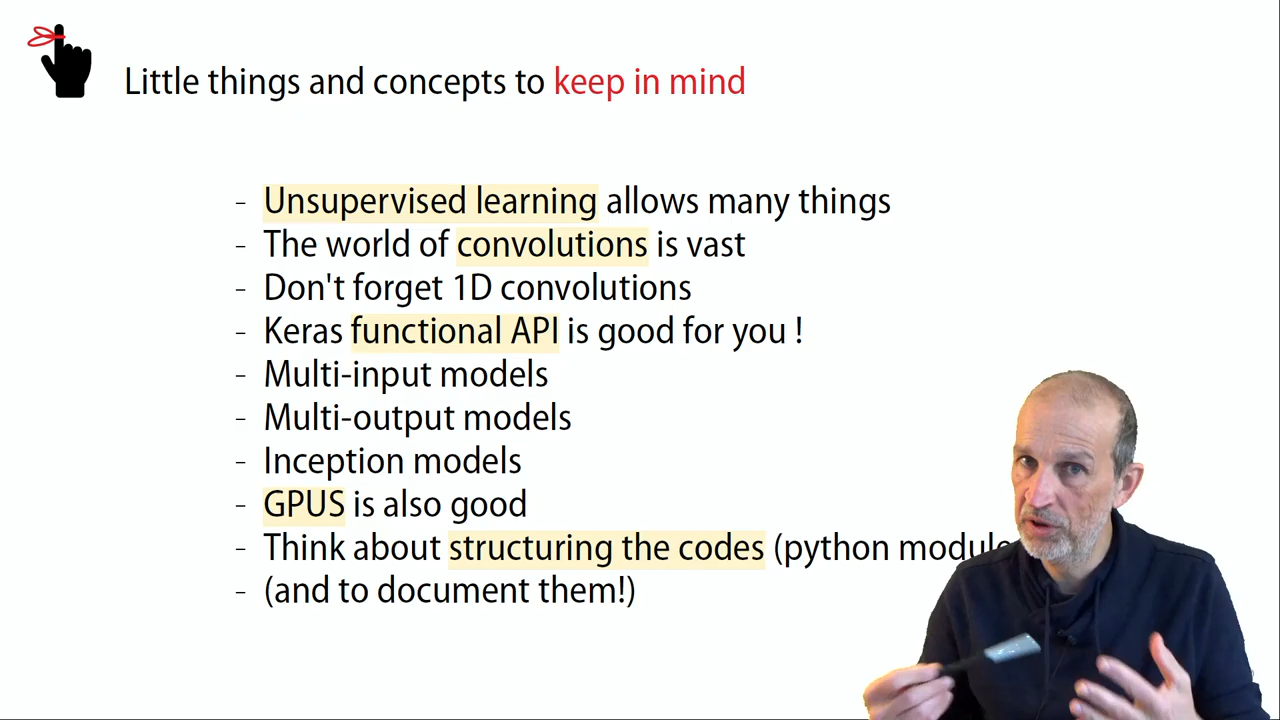 Little things and concepts to keep in mind
- Unsupervised learning allows many things
- The world of convolutions is vast
- Don't forget 1D convolutions
- Keras functional API is good for you !
- Multi-input models
- Multi-output models
- Inception models
- GPUS is also good
- Think about structuring the codes (python
- (and to document them!)